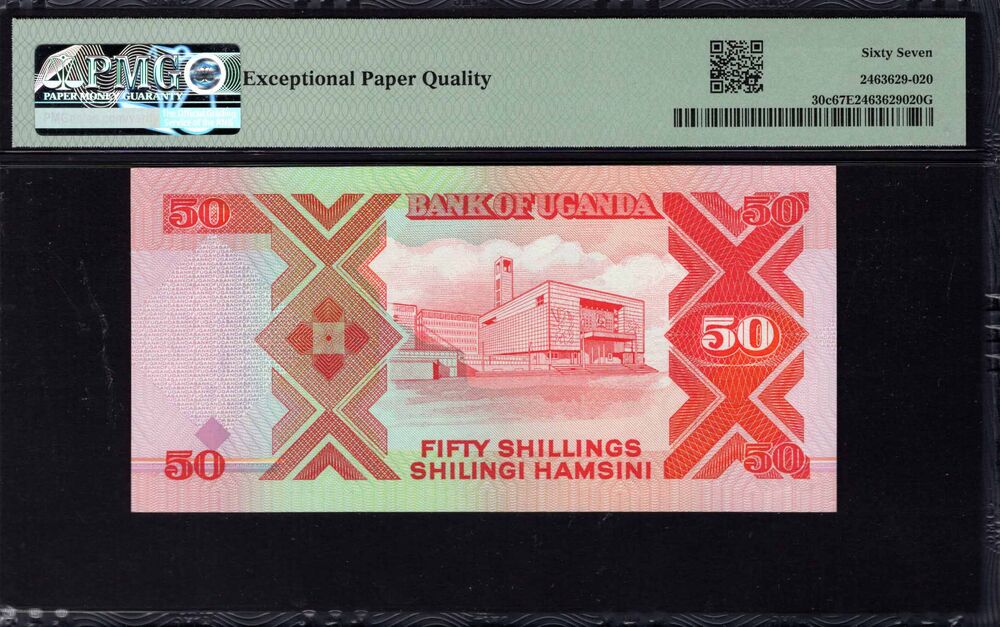 PMG
PAPER MONEY GUARANTY
Exceptional Paper Quality
Sixty Seven
2463629-020
30c67E2463629020G
50
BANK OF UGANDA
50
50
50
FIFTY SHILLINGS
SHILINGI HAMSINI
50